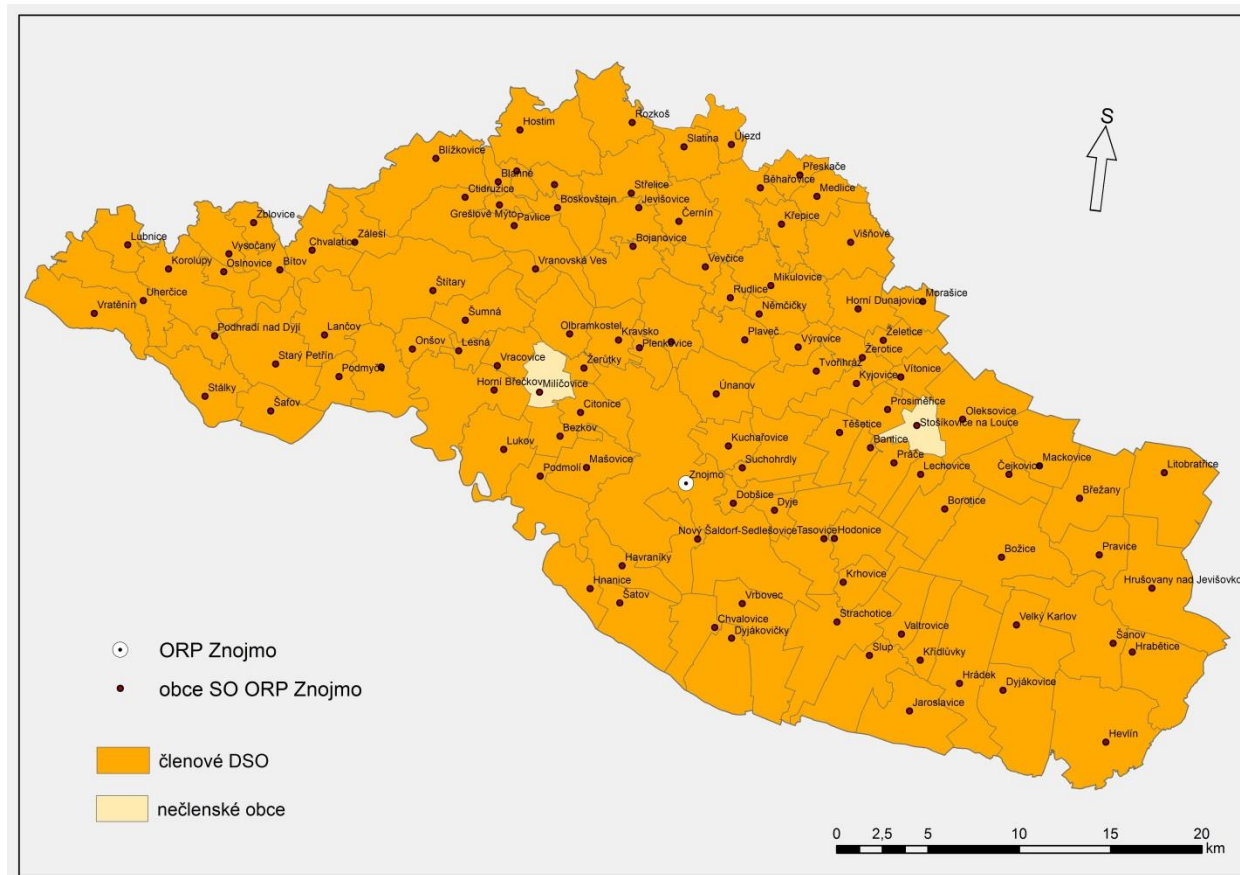 S
Rozkoš
Hostim
Slatina
Újezd
Blížkovice
Přeskače
Blanné
Běhařovice
Medlice
Ctidružice
Střelice
Boskovštejn
Jevišovice
Grešlové Mýto
Pavlice
Černín
Křepice
Zblovice
Zálesí
Višňové
Lubnice
Vysočany
Chvalatice
Bojanovice
Korolupy
Oslnovice
Bítov
Vranovská Ves
Vevčice
Mikulovice
Štítary
Rudlice
Uherčice
Morašice
Horní Dunajovice
Vratěnín
Němčičky
Šumná
Podhradí nad Dyjí
Lančov
Olbramkostel
Kravsko
Plaveč
Želetice
Plenkovice
Výrovice
Onšov
Lesná
Žerotice
Starý Petřín
Vracovice
Žerůtky
Tvořihráz
Podmyče
Vítonice
Kyjovice
Stálky
Horní Břečkov
Milíčovice
Únanov
Šafov
Citonice
Prosiměřice
Oleksovice
Stošíkovice na Louce
Bezkov
Těšetice
Kuchařovice
Lukov
Bantice
Mašovice
Suchohrdly
Práče
Mackovice
Podmolí
Lechovice
Čejkovice
Litobratřice
Znojmo
Břežany
Dobšice
Dyje
Borotice
Nový Šaldorf-Sedlešovice
Tasovice
Hodonice
Božice
Pravice
Havraníky
Krhovice
Hnanice
Hrušovany nad Jevišovko
Šatov
Vrbovec
Strachotice
Velký Karlov
Chvalovice
Valtrovice
Dyjákovičky
Šanov
Slup
Křídlůvky
Hrabětice
Hrádek
Dyjákovice
Jaroslavice
Hevlín
ORP Znojmo
obce SO ORP Znojmo
členové DSO
nečlenské obce
0 2,5 5 10 15 20
km